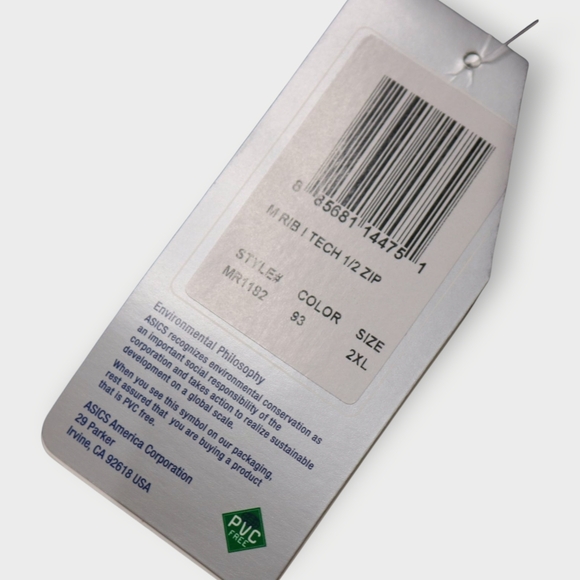 8 85681 14475 1
M RIB I TECH 1/2 ZIP
STYLE# COLOR SIZE
MR1182 93 2XL
Environmental Philosophy
ASICS recognizes environmental conservation as
an important social responsibility of the
corporation and takes action to realize sustainable
development on a global scale.
When you see this symbol on our packaging,
rest assured that you are buying a product
that is PVC free.
ASICS America Corporation
29 Parker
Irvine, CA 92618 USA
PVC
FREE